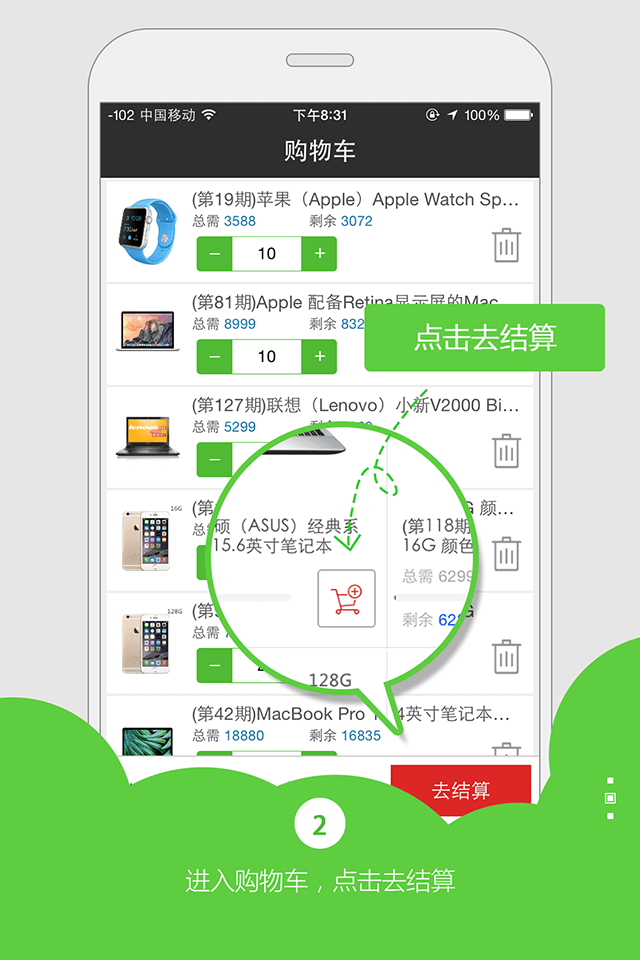 -102 中国移动 下午8:31 100%
购物车
(第19期)苹果（Apple）Apple Watch Sp...
总需 3588 剩余 3072
− 10 +
(第81期)Apple 配备Retina显示屏的Mac
总需 8999 剩余 832
− 10 +
点击去结算
(第127期)联想（Lenovo）小新V2000 Bi...
总需 5299
−
硕（ASUS）经典系
15.6英寸笔记本
(第118期
16G 颜色
总需 6299
剩余
128G
16G
颜...
128G
总需
−
(第42期)MacBook Pro
4英寸笔记本...
总需 18880 剩余 16835
去结算
2
进入购物车，点击去结算